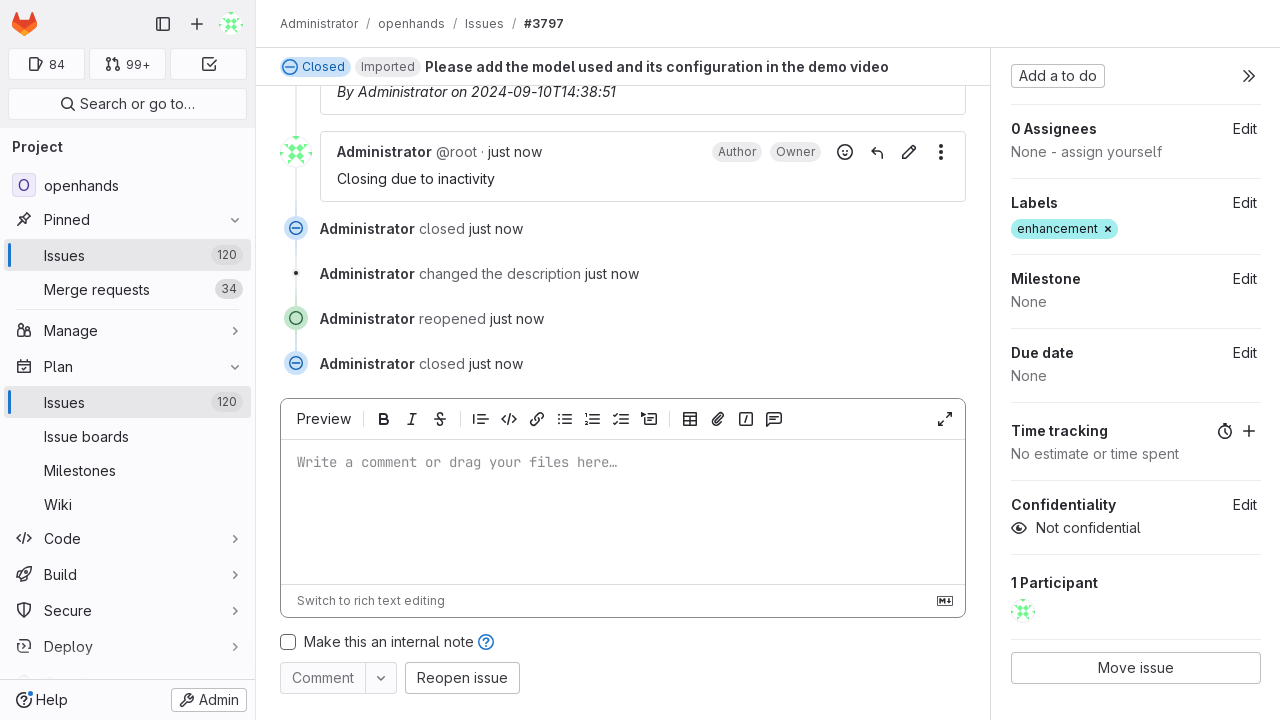 Administrator / openhands / Issues / #3797
84
99+
Search or go to…
Closed Imported Please add the model used and its configuration in the demo video
Project
O openhands
Pinned
Issues 120
Merge requests 34
Manage
Plan
Issues 120
Issue boards
Milestones
Wiki
Code
Build
Secure
Deploy
Help
Admin
By Administrator on 2024-09-10T14:38:51
Administrator @root · just now Author Owner
Closing due to inactivity
Administrator closed just now
Administrator changed the description just now
Administrator reopened just now
Administrator closed just now
Preview
Write a comment or drag your files here…
Switch to rich text editing
Make this an internal note
Comment
Reopen issue
Add a to do
0 Assignees Edit
None - assign yourself
Labels Edit
enhancement ×
Milestone Edit
None
Due date Edit
None
Time tracking
No estimate or time spent
Confidentiality Edit
Not confidential
1 Participant
Move issue